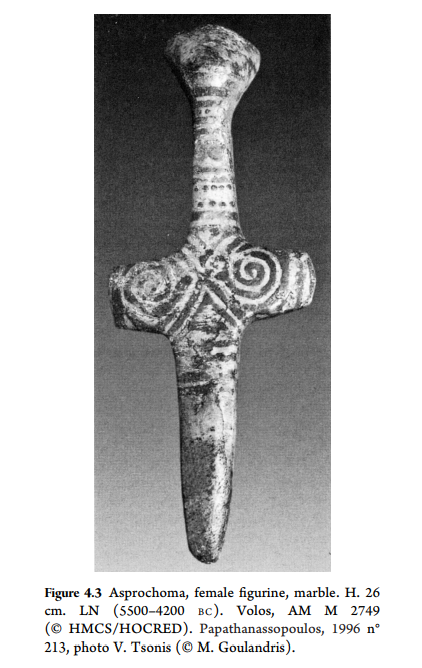 Figure 4.3 Asprochoma, female figurine, marble. H. 26
cm. LN (5500–4200 BC). Volos, AM M 2749
(© HMCS/HOCRED). Papathanassopoulos, 1996 n°
213, photo V. Tsonis (© M. Goulandris).